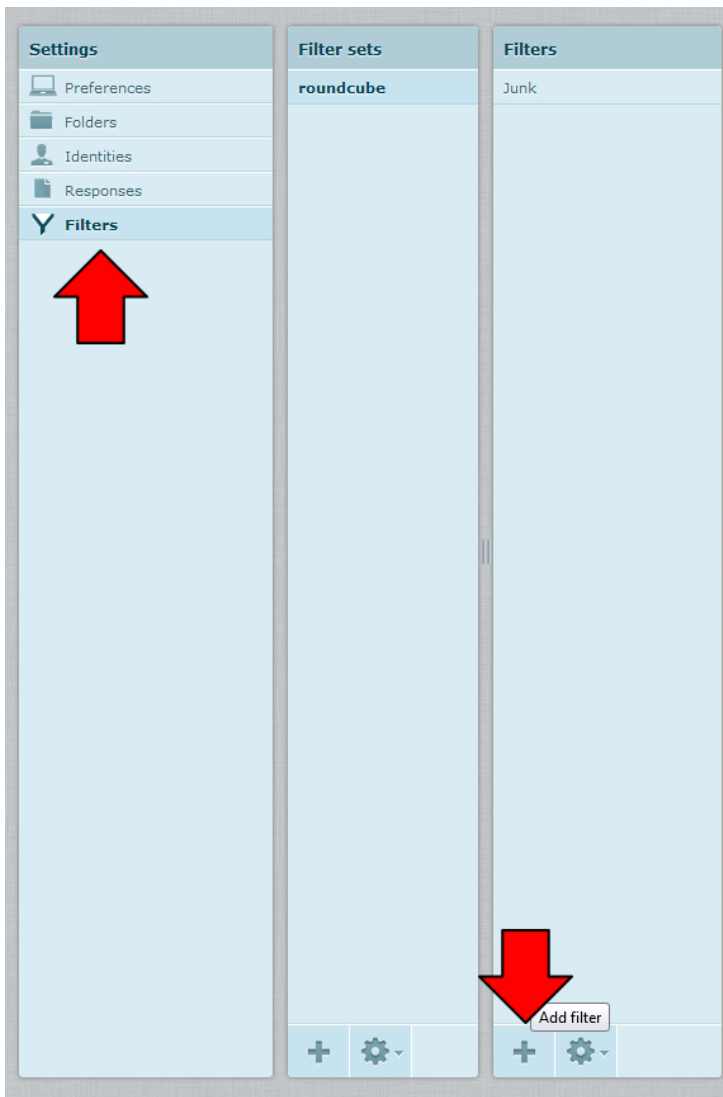 Settings
Preferences
Folders
Identities
Responses
Filters
Filter sets
roundcube
Filters
Junk
Add filter